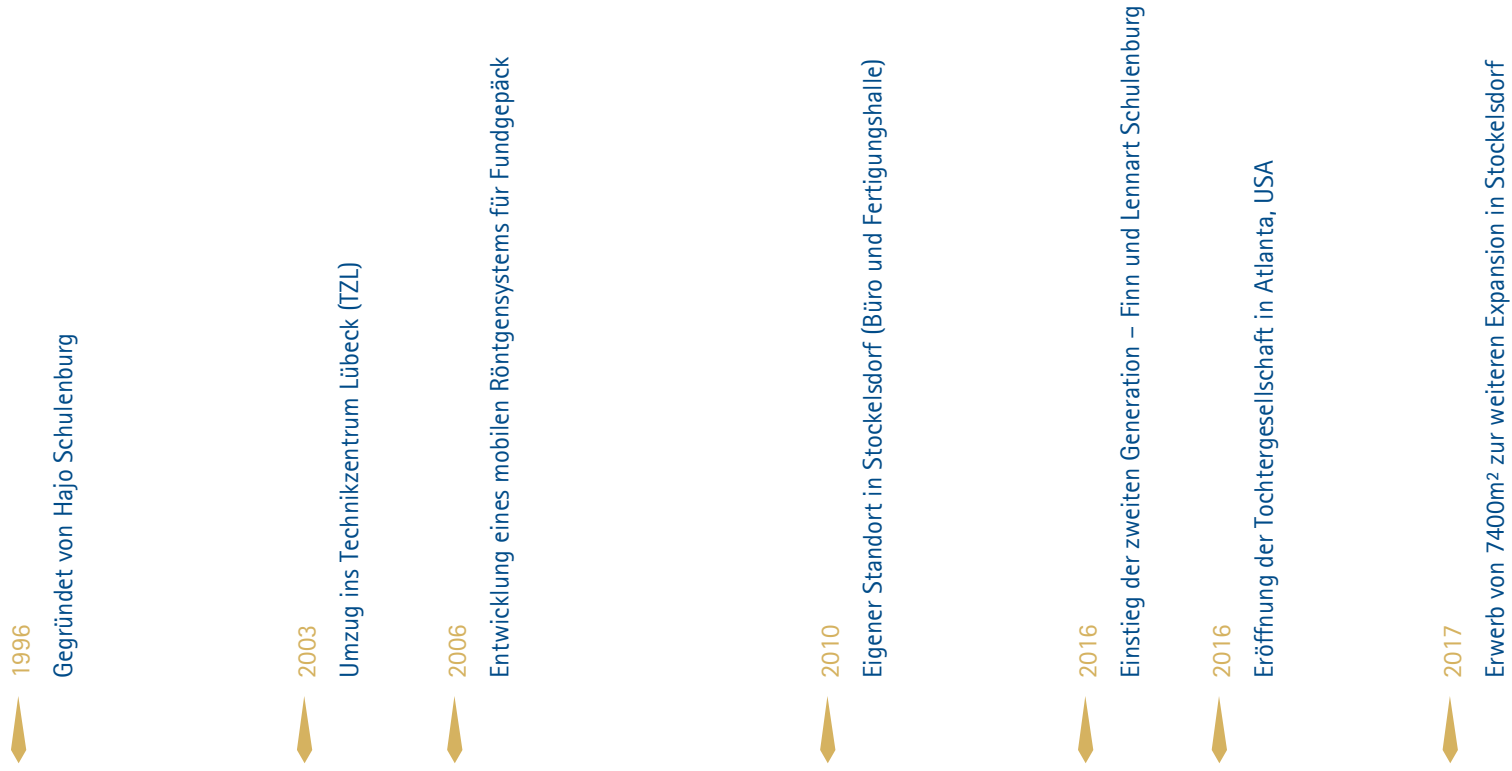 1996
Gegründet von Hajo Schulenburg
2003
Umzug ins Technikzentrum Lübeck (TZL)
2006
Entwicklung eines mobilen Röntgensystems für Fundgepäck
2010
Eigener Standort in Stockelsdorf (Büro und Fertigungshalle)
2016
Einstieg der zweiten Generation – Finn und Lennart Schulenburg
2016
Eröffnung der Tochtergesellschaft in Atlanta, USA
2017
Erwerb von 7400m² zur weiteren Expansion in Stockelsdorf